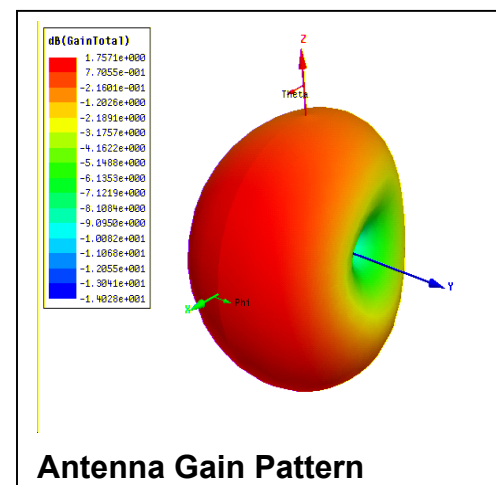 dB(GainTotal)
1.7571e+000
7.7055e-001
-2.1601e-001
-1.2026e+000
-2.1891e+000
-3.1757e+000
-4.1622e+000
-5.1488e+000
-6.1353e+000
-7.1219e+000
-8.1084e+000
-9.0950e+000
-1.0082e+001
-1.1068e+001
-1.2055e+001
-1.3041e+001
-1.4028e+001
Z
Theta
Y
X
Phi
Antenna Gain Pattern